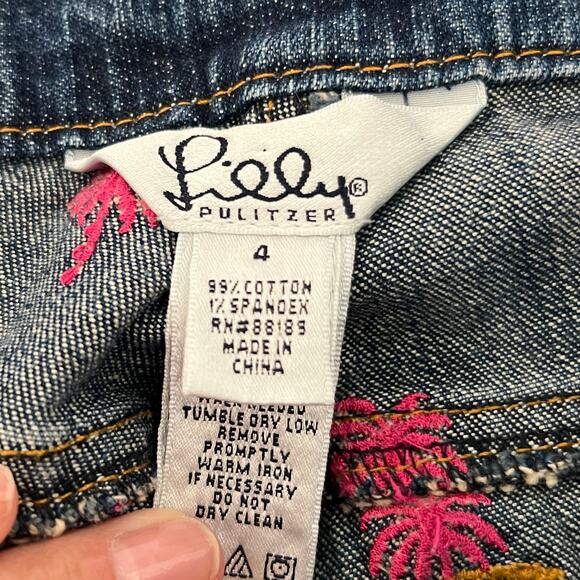 Lilly®
PULITZER
4
99% COTTON
1% SPANDEX
RN#88189
MADE IN
CHINA
NEEDED
TUMBLE DRY LOW
REMOVE
PROMPTLY
WARM IRON
IF NECESSARY
DO NOT
DRY CLEAN